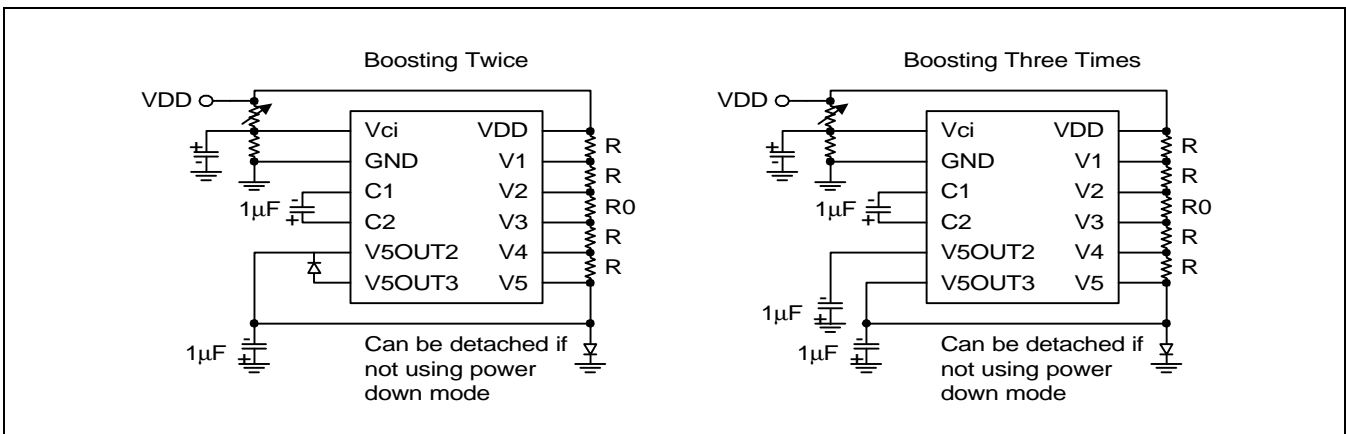 Boosting Twice
VDD
+
-
Vci
GND
C1
C2
V5OUT2
V5OUT3
VDD
V1
V2
V3
V4
V5
R
R
R0
R
R
-
1µF
+
-
1µF
+
Can be detached if
not using power
down mode
Boosting Three Times
VDD
+
-
Vci
GND
C1
C2
V5OUT2
V5OUT3
VDD
V1
V2
V3
V4
V5
R
R
R0
R
R
-
1µF
+
-
1µF
+
-
1µF
+
Can be detached if
not using power
down mode